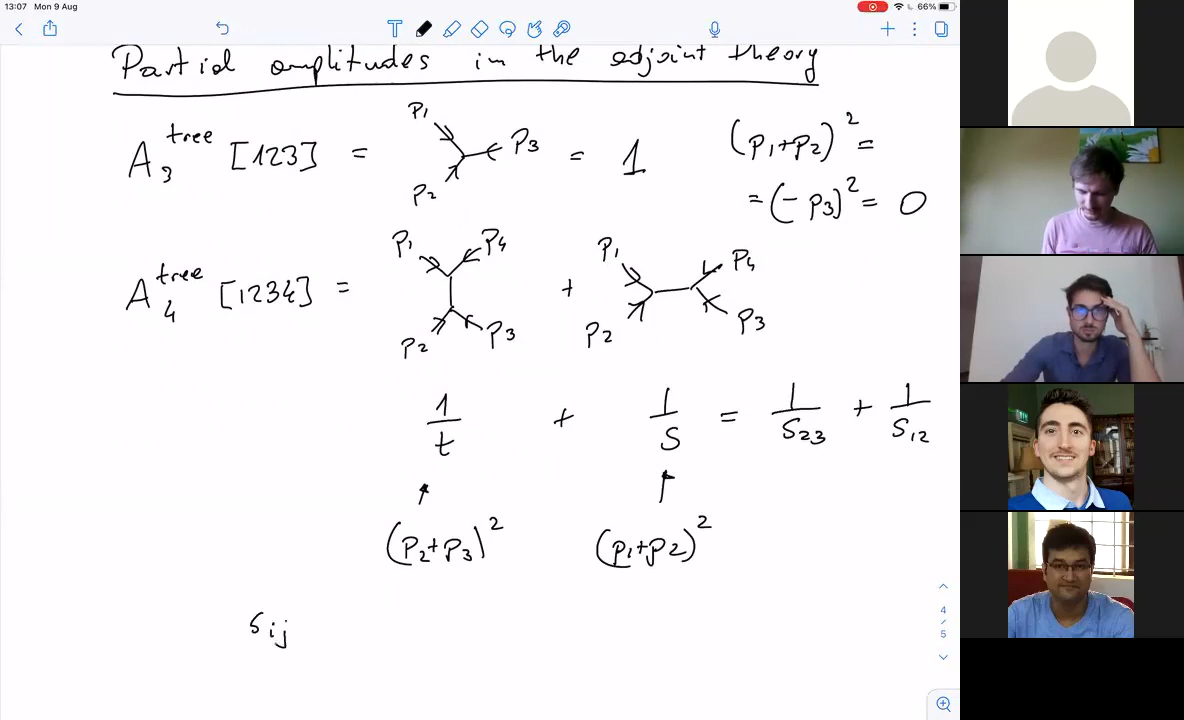 13:07 Mon 9 Aug 66%
Partial amplitudes in the adjoint theory
A_3^tree [123] = p1 p2 p3 = 1 (p1+p2)^2 =
= (-p3)^2 = 0
A_4^tree [1234] = p1 p4 p2 p3 + p1 p2 p4 p3
1/t + 1/s = 1/s23 + 1/s12
(p2+p3)^2 (p1+p2)^2
sij
4
/
5